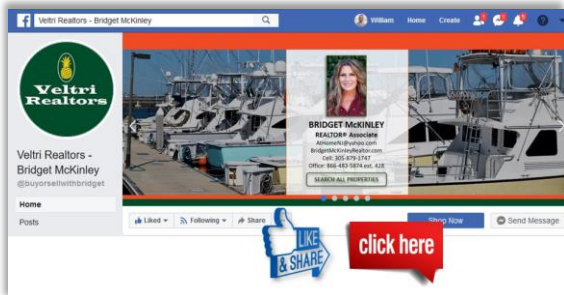 Veltri Realtors - Bridget McKinley
William
Home
Create
Veltri
Realtors
BRIDGET McKINLEY
REALTOR® Associate
AtHomeNJ@yahoo.com
BridgetMcKinleyRealtor.com
Cell: 305-879-1747
Office: 866-483-5874 ext. 428
SEARCH ALL PROPERTIES
Veltri Realtors -
Bridget McKinley
@buyorsellwithbridget
Home
Posts
Liked
Following
Share
Shop Now
Send Message
LIKE
& SHARE
click here